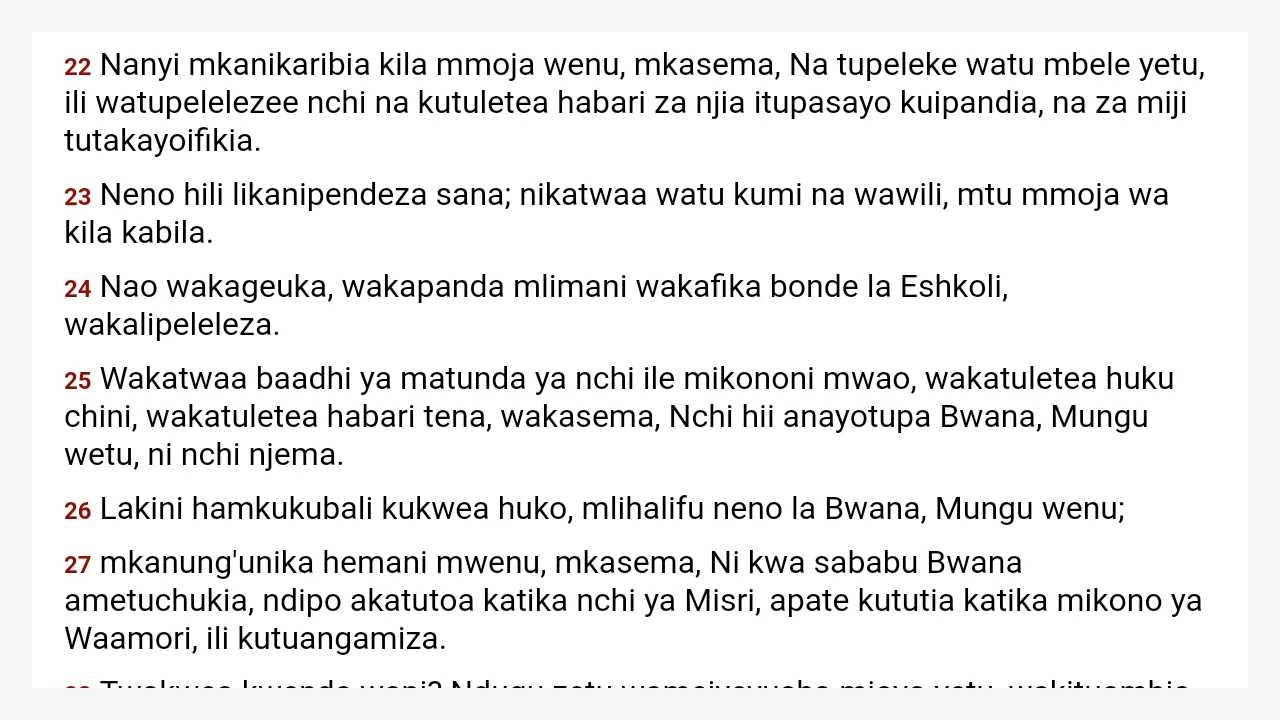 22 Nanyi mkanikaribia kila mmoja wenu, mkasema, Na tupeleke watu mbele yetu,
ili watupelelezee nchi na kutuletea habari za njia itupasayo kuipandia, na za miji
tutakayoifikia.
23 Neno hili likanipendeza sana; nikatwaa watu kumi na wawili, mtu mmoja wa
kila kabila.
24 Nao wakageuka, wakapanda mlimani wakafika bonde la Eshkoli,
wakalipeleleza.
25 Wakatwaa baadhi ya matunda ya nchi ile mikononi mwao, wakatuletea huku
chini, wakatuletea habari tena, wakasema, Nchi hii anayotupa Bwana, Mungu
wetu, ni nchi njema.
26 Lakini hamkukubali kukwea huko, mlihalifu neno la Bwana, Mungu wenu;
27 mkanung'unika hemani mwenu, mkasema, Ni kwa sababu Bwana
ametuchukia, ndipo akatutoa katika nchi ya Misri, apate kututia katika mikono ya
Waamori, ili kutuangamiza.